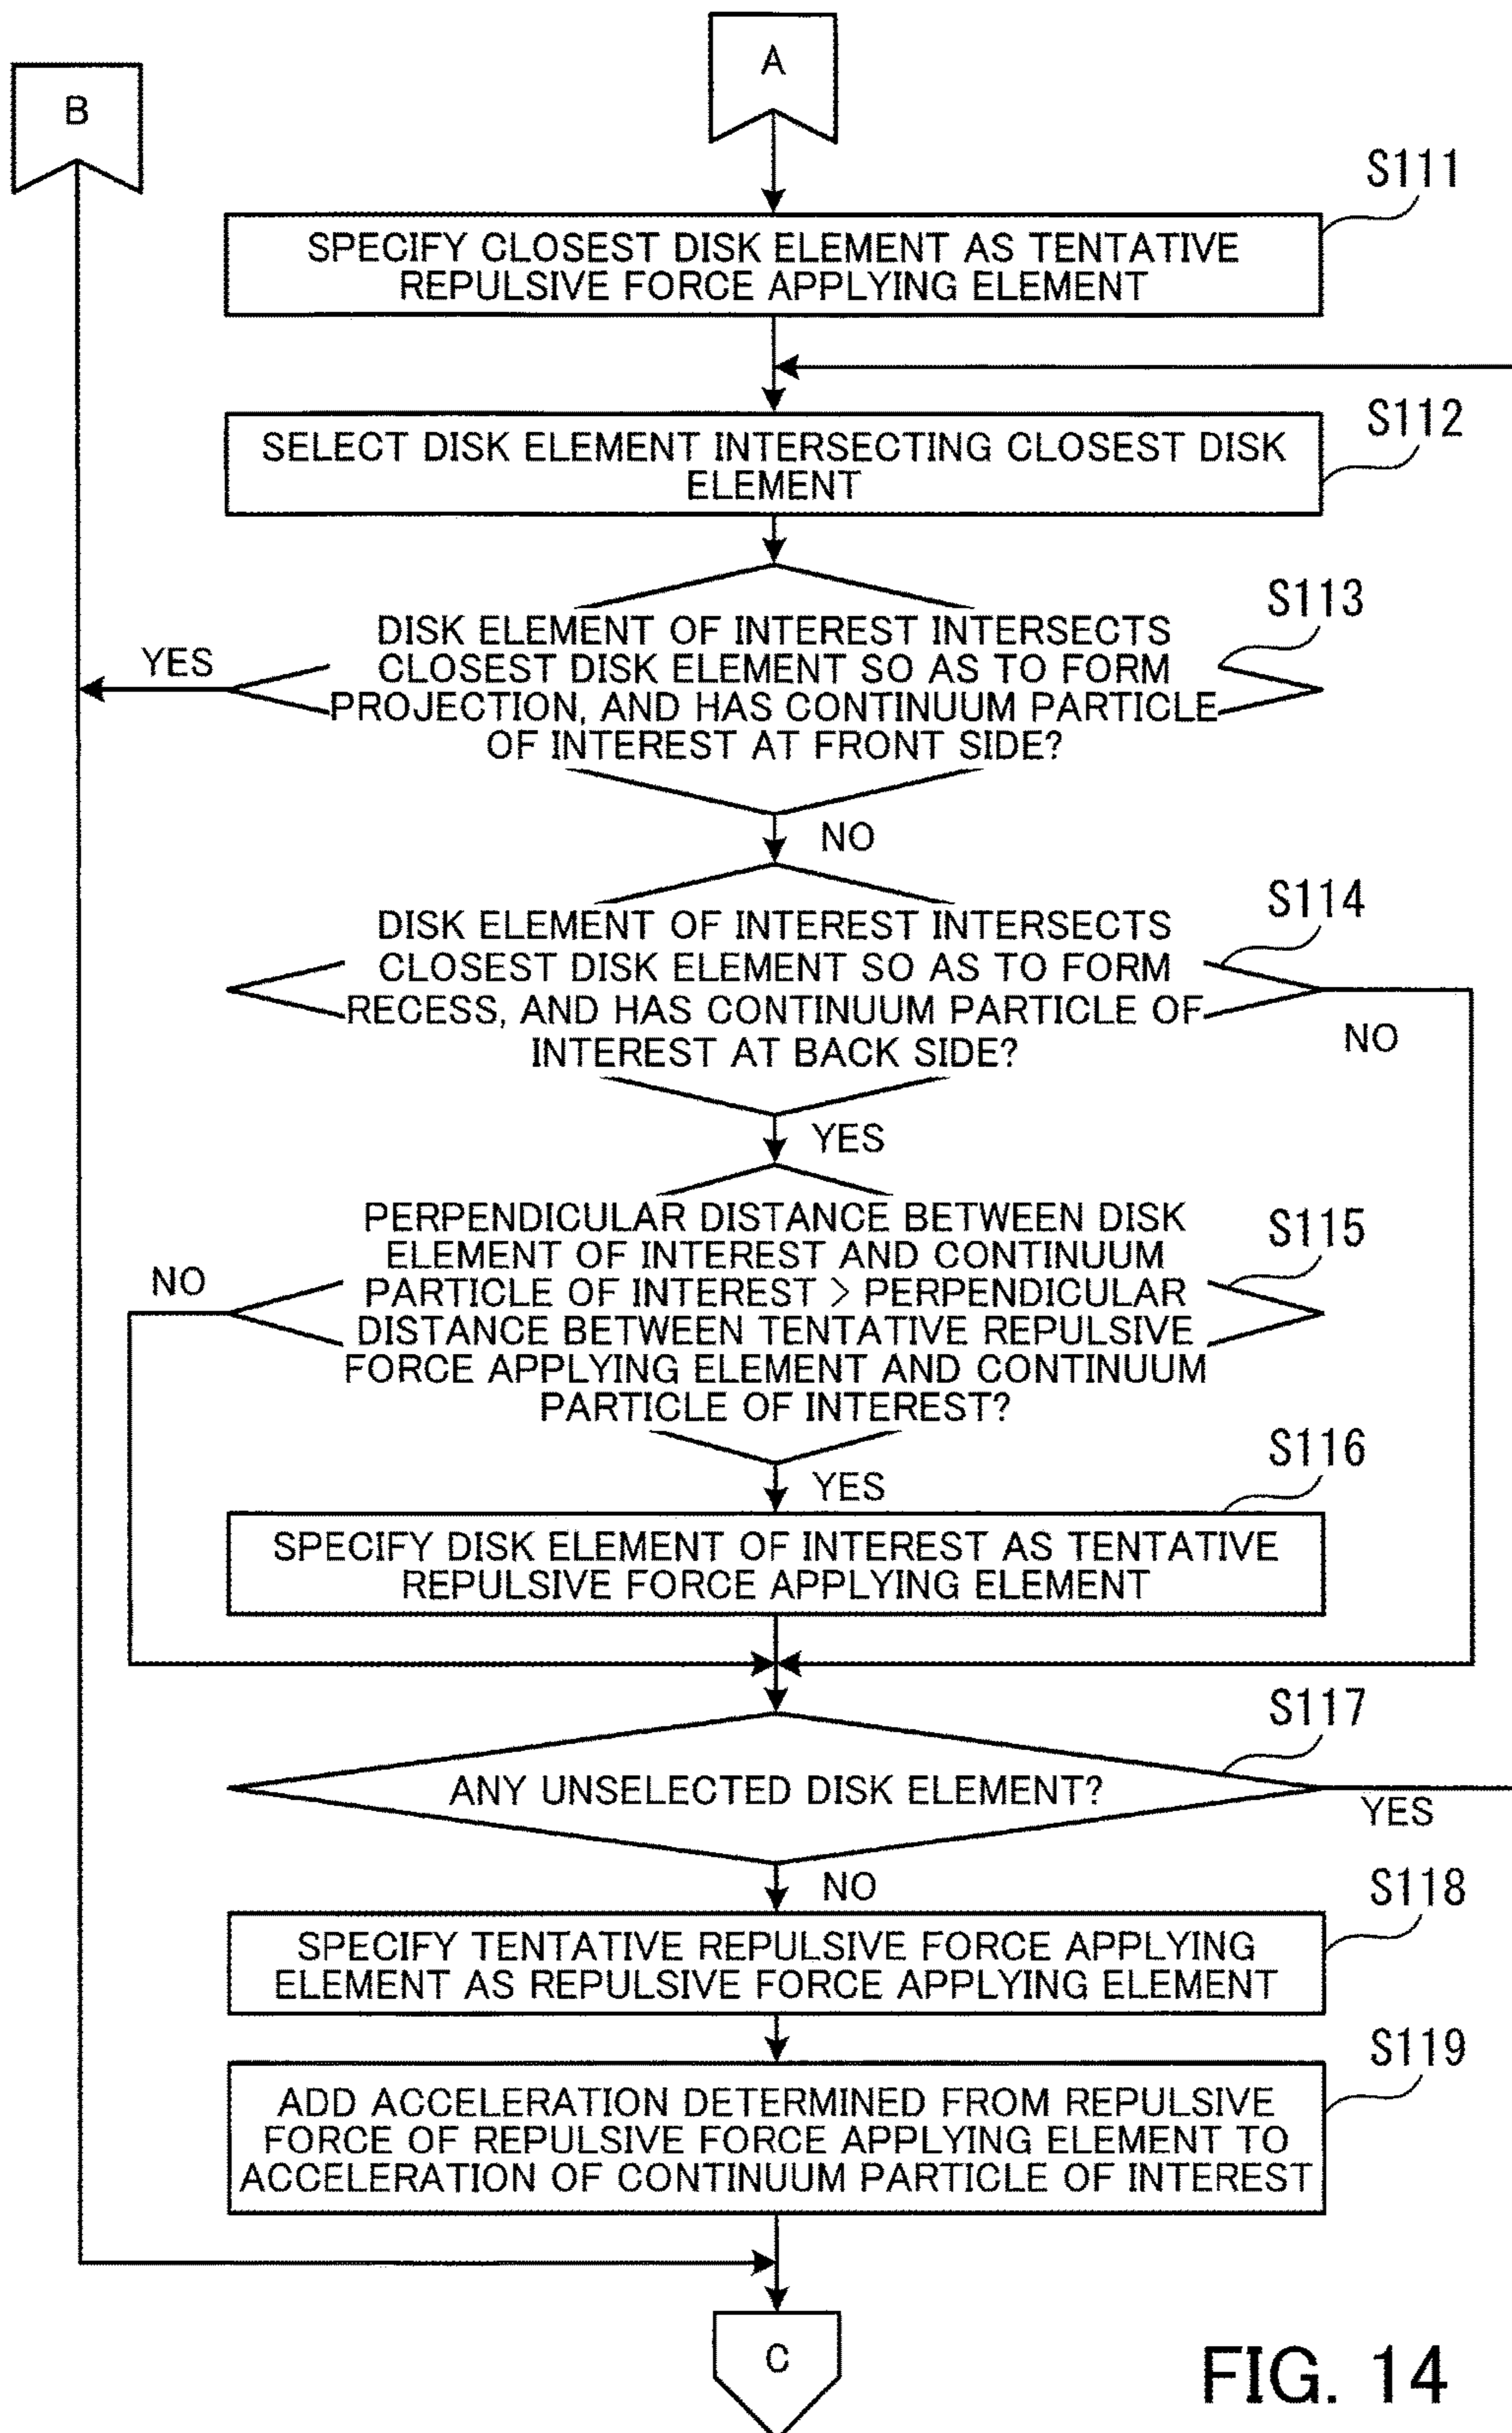 A
B
S111
SPECIFY CLOSEST DISK ELEMENT AS TENTATIVE
REPULSIVE FORCE APPLYING ELEMENT
S112
SELECT DISK ELEMENT INTERSECTING CLOSEST DISK
ELEMENT
S113
DISK ELEMENT OF INTEREST INTERSECTS
CLOSEST DISK ELEMENT SO AS TO FORM
PROJECTION, AND HAS CONTINUUM PARTICLE
OF INTEREST AT FRONT SIDE?
YES
NO
S114
DISK ELEMENT OF INTEREST INTERSECTS
CLOSEST DISK ELEMENT SO AS TO FORM
RECESS, AND HAS CONTINUUM PARTICLE OF
INTEREST AT BACK SIDE?
NO
YES
S115
PERPENDICULAR DISTANCE BETWEEN DISK
ELEMENT OF INTEREST AND CONTINUUM
PARTICLE OF INTEREST > PERPENDICULAR
DISTANCE BETWEEN TENTATIVE REPULSIVE
FORCE APPLYING ELEMENT AND CONTINUUM
PARTICLE OF INTEREST?
NO
YES
S116
SPECIFY DISK ELEMENT OF INTEREST AS TENTATIVE
REPULSIVE FORCE APPLYING ELEMENT
S117
ANY UNSELECTED DISK ELEMENT?
YES
NO
S118
SPECIFY TENTATIVE REPULSIVE FORCE APPLYING
ELEMENT AS REPULSIVE FORCE APPLYING ELEMENT
S119
ADD ACCELERATION DETERMINED FROM REPULSIVE
FORCE OF REPULSIVE FORCE APPLYING ELEMENT TO
ACCELERATION OF CONTINUUM PARTICLE OF INTEREST
C
FIG. 14